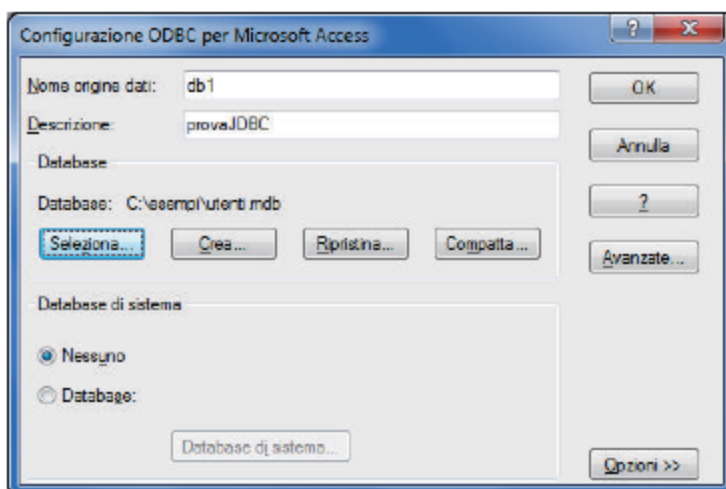 Configurazione ODBC per Microsoft Access
? X
Nome origine dati: db1
OK
Descrizione: provaJDBC
Annulla
Database
Database: C:\esempi\utenti.mdb
?
Seleziona... Crea... Ripristina... Compatta...
Avanzate...
Database di sistema
Nessuno
Database:
Database di sistema...
Opzioni >>